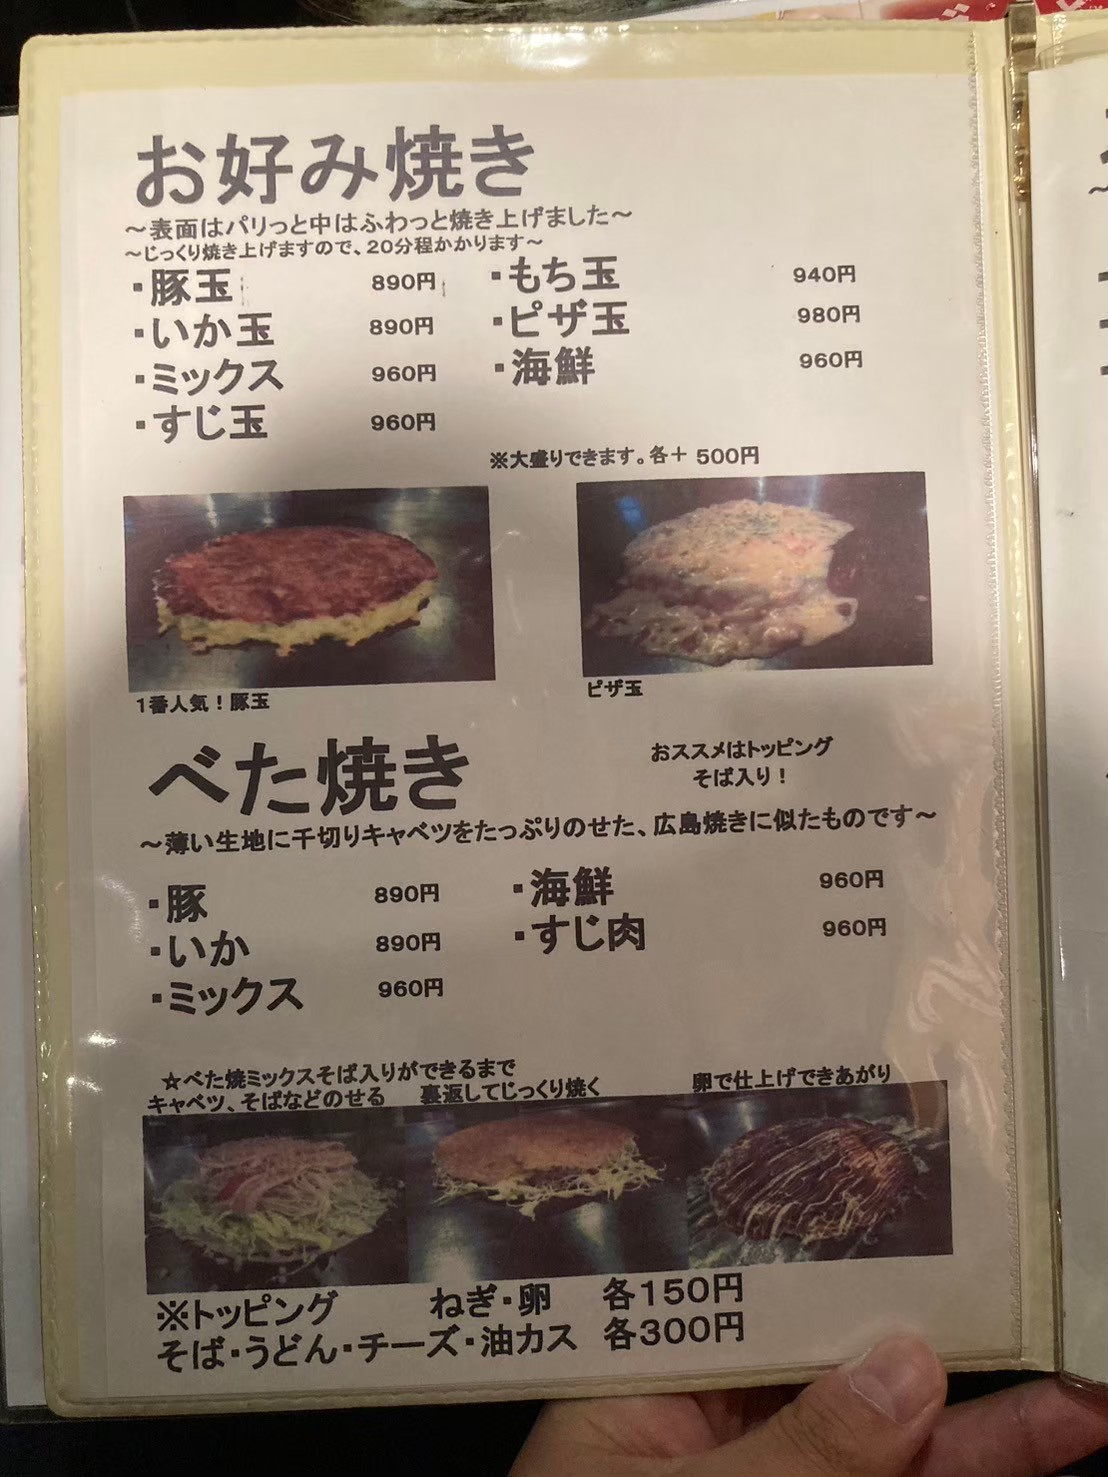 お好み焼き
～表面はパリっと中はふわっと焼き上げました～
～じっくり焼き上げますので、20分程かかります～
・豚玉 890円 ・もち玉 940円
・いか玉 890円 ・ピザ玉 980円
・ミックス 960円 ・海鮮 960円
・すじ玉 960円
※大盛りできます。各＋500円
1番人気！豚玉 ピザ玉
べた焼き
おススメはトッピング
そば入り！
～薄い生地に千切りキャベツをたっぷりのせた、広島焼きに似たものです～
・豚 890円 ・海鮮 960円
・いか 890円 ・すじ肉 960円
・ミックス 960円
☆べた焼ミックスそば入りができるまで
キャベツ、そばなどのせる 裏返してじっくり焼く 卵で仕上げできあがり
※トッピング ねぎ・卵 各150円
そば・うどん・チーズ・油カス 各300円